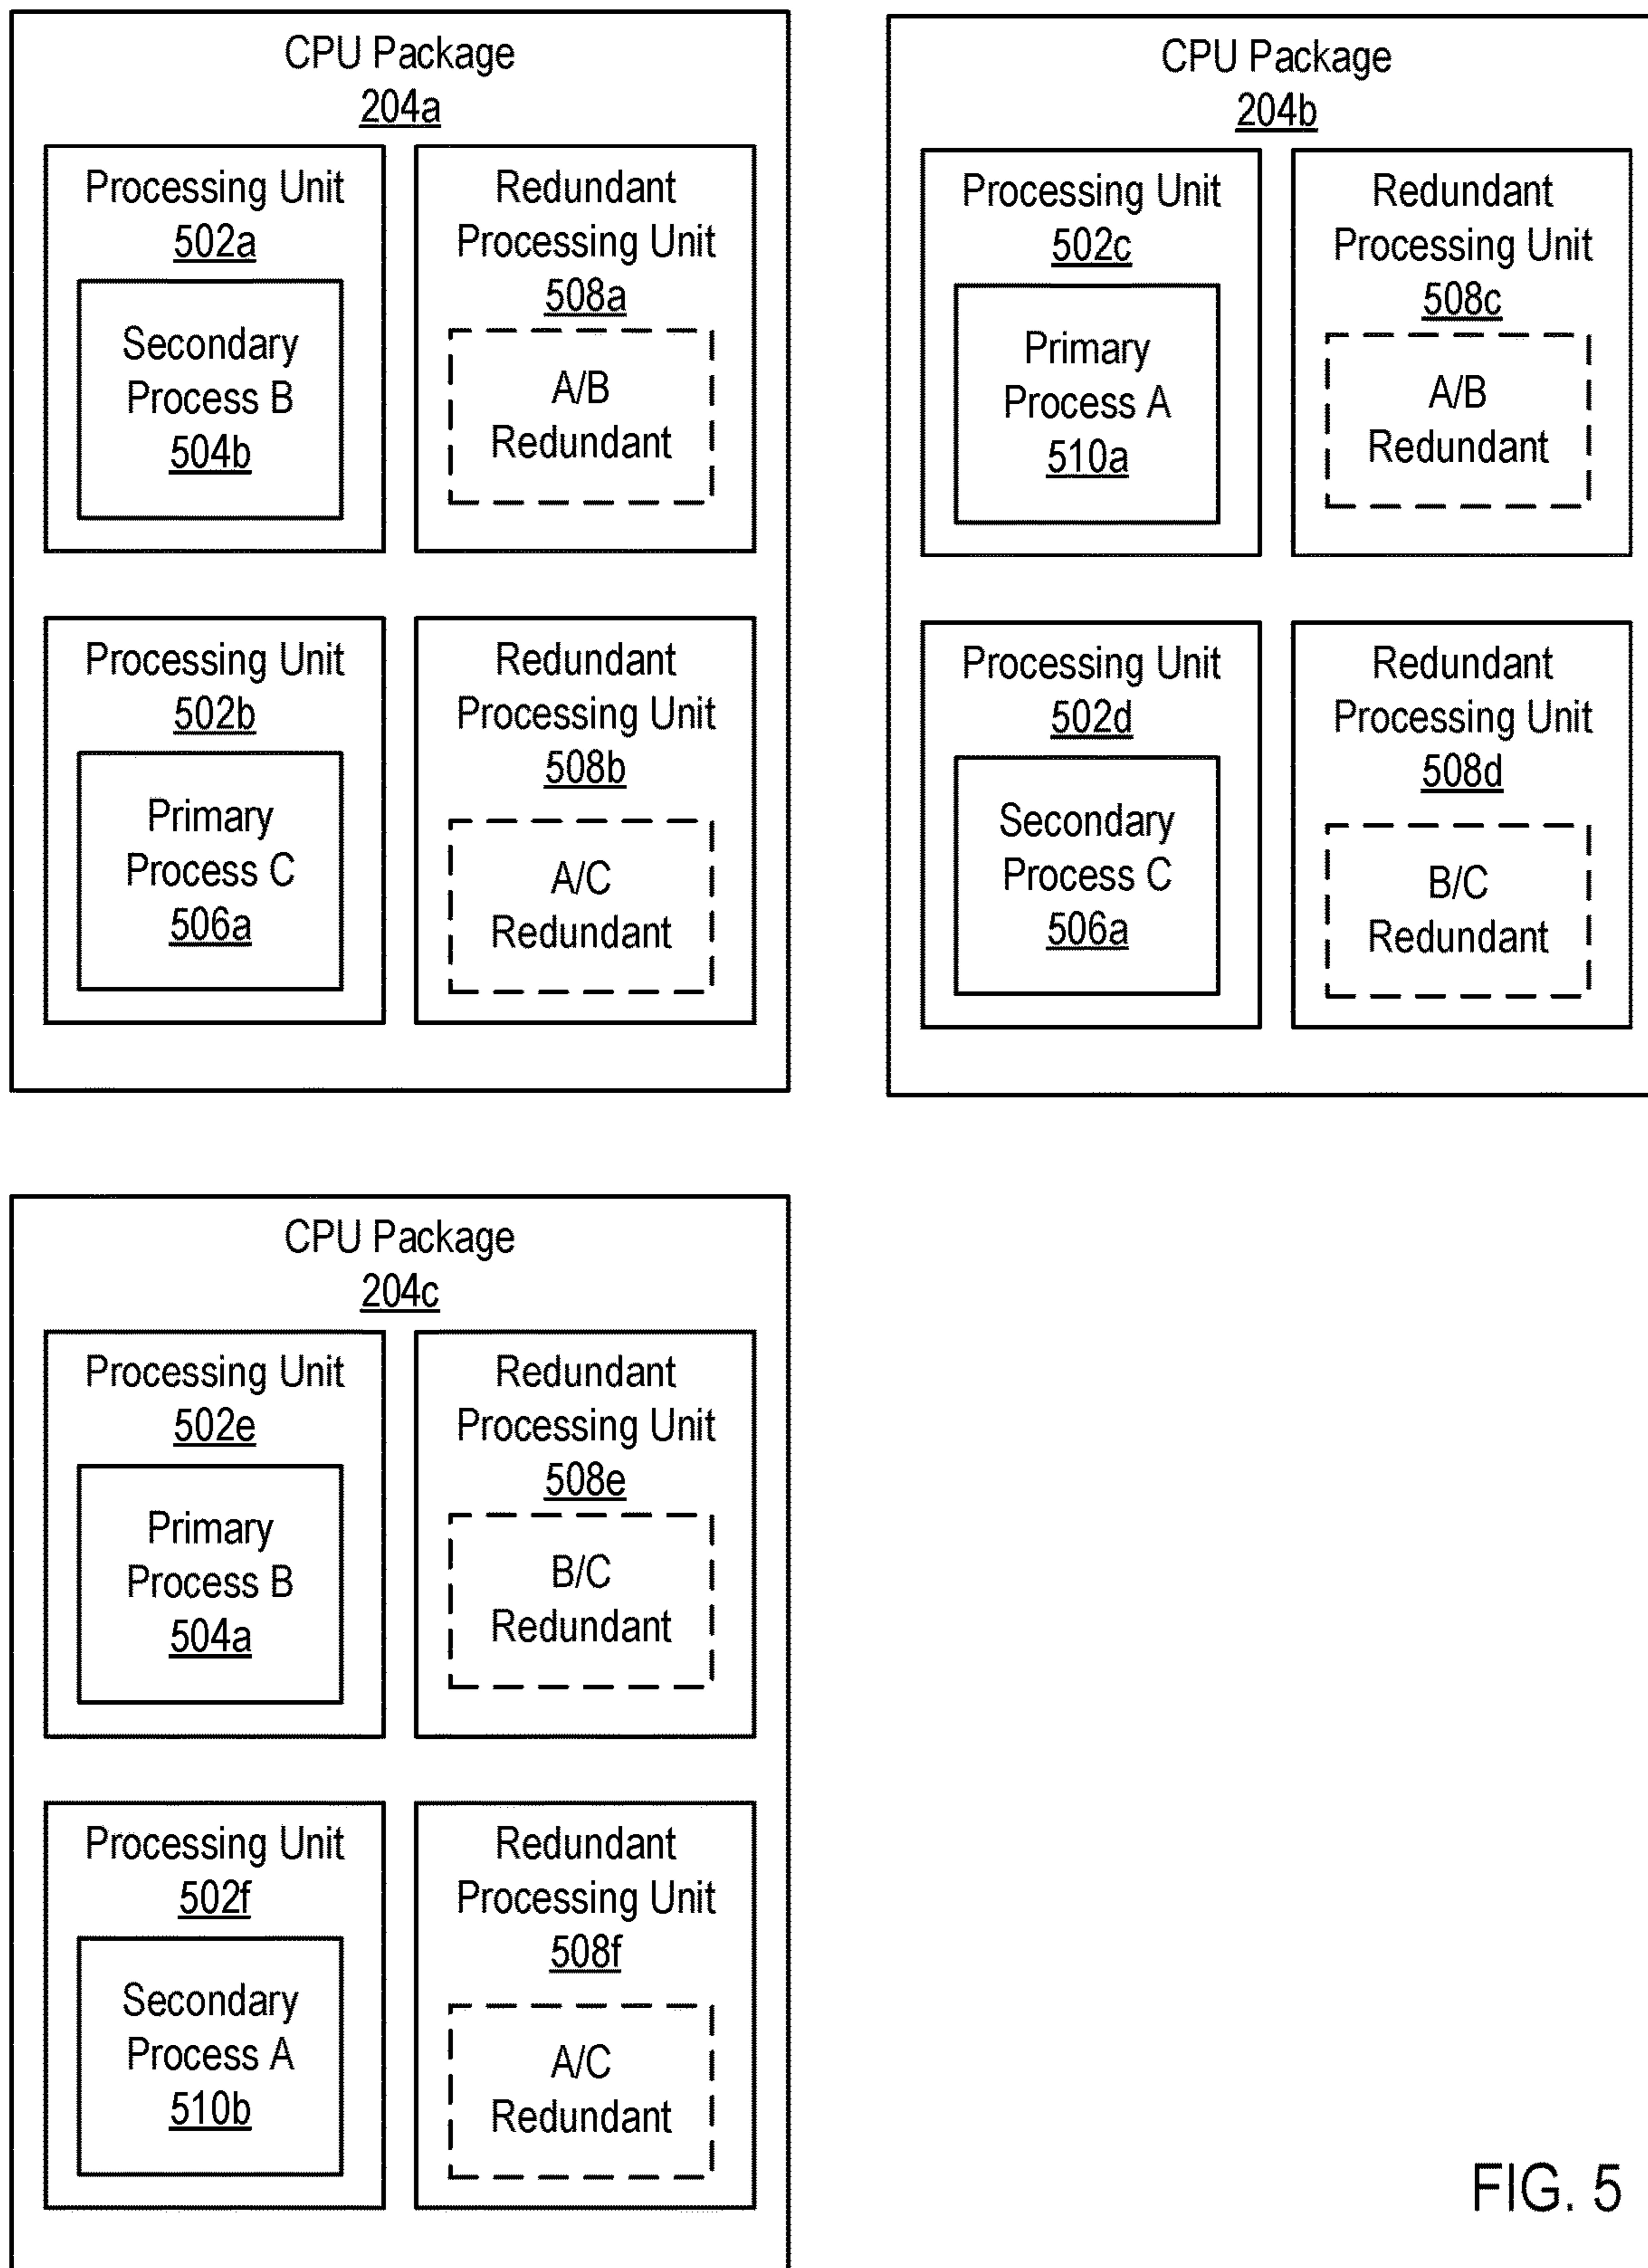 CPU Package
204a
Processing Unit
502a
Secondary
Process B
504b
Redundant
Processing Unit
508a
A/B
Redundant
Processing Unit
502b
Primary
Process C
506a
Redundant
Processing Unit
508b
A/C
Redundant
CPU Package
204b
Processing Unit
502c
Primary
Process A
510a
Redundant
Processing Unit
508c
A/B
Redundant
Processing Unit
502d
Secondary
Process C
506a
Redundant
Processing Unit
508d
B/C
Redundant
CPU Package
204c
Processing Unit
502e
Primary
Process B
504a
Redundant
Processing Unit
508e
B/C
Redundant
Processing Unit
502f
Secondary
Process A
510b
Redundant
Processing Unit
508f
A/C
Redundant
FIG. 5